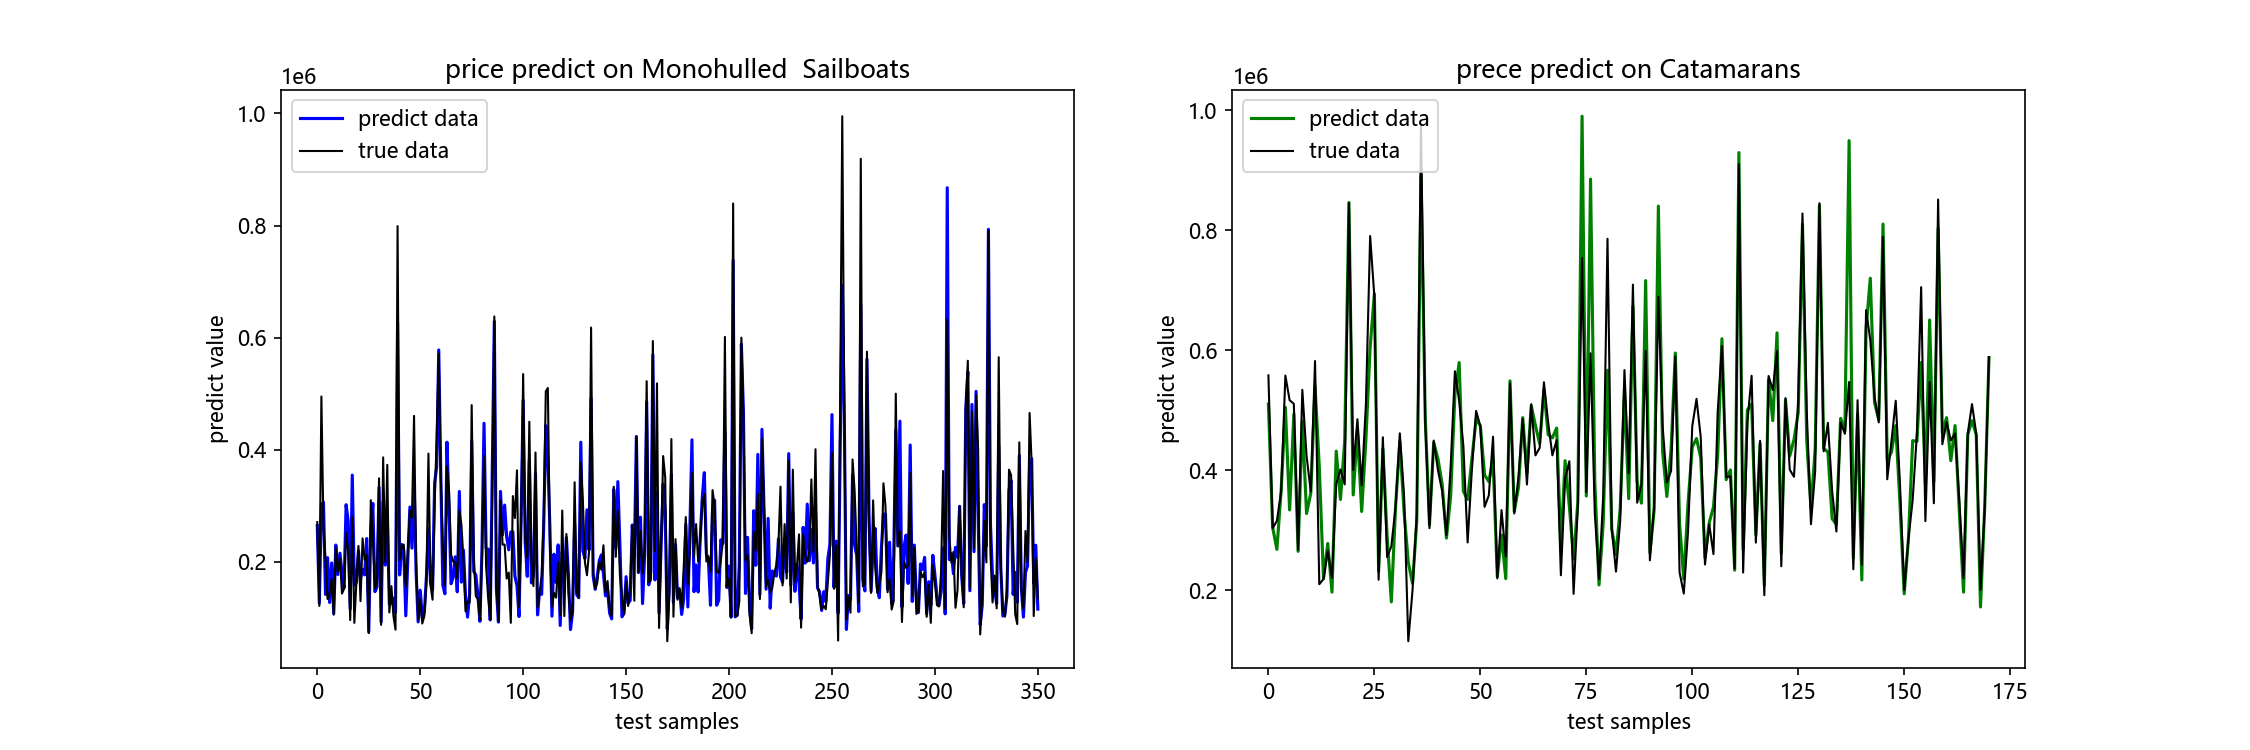 price predict on Monohulled  Sailboats
1e6
predict data
true data
1.0
0.8
0.6
0.4
0.2
predict value
0
50
100
150
200
250
300
350
test samples
prece predict on Catamarans
1e6
predict data
true data
1.0
0.8
0.6
0.4
0.2
predict value
0
25
50
75
100
125
150
175
test samples